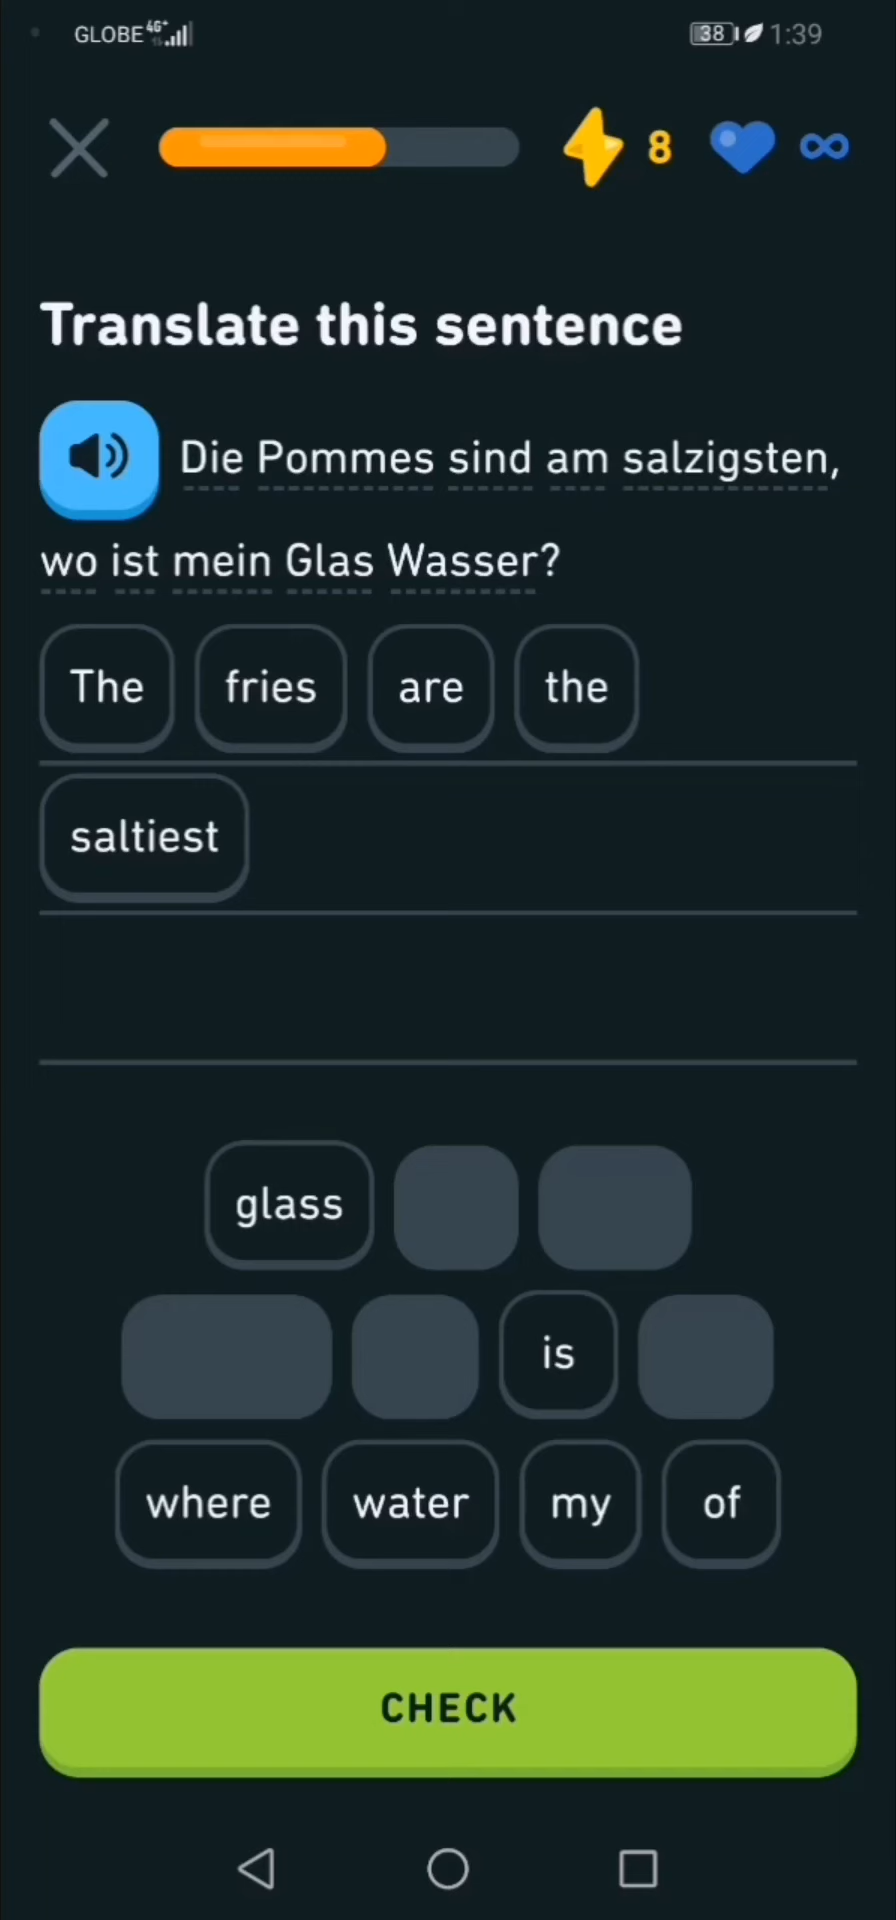 GLOBE 4G+ 38 1:39
8 ∞
Translate this sentence
Die Pommes sind am salzigsten,
wo ist mein Glas Wasser?
The fries are the
saltiest
glass
is
where water my of
CHECK